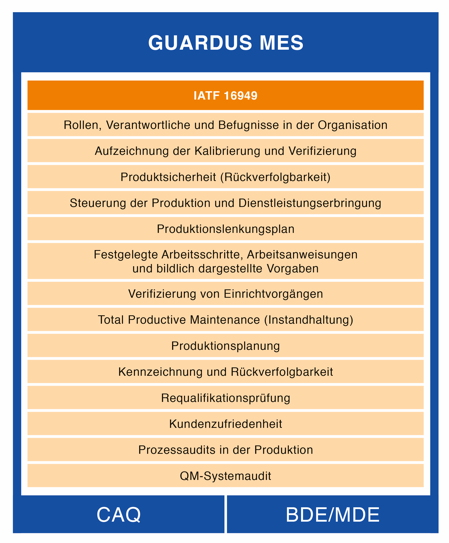 GUARDUS MES
IATF 16949
Rollen, Verantwortliche und Befugnisse in der Organisation
Aufzeichnung der Kalibrierung und Verifizierung
Produktsicherheit (Rückverfolgbarkeit)
Steuerung der Produktion und Dienstleistungserbringung
Produktionslenkungsplan
Festgelegte Arbeitsschritte, Arbeitsanweisungen
und bildlich dargestellte Vorgaben
Verifizierung von Einrichtvorgängen
Total Productive Maintenance (Instandhaltung)
Produktionsplanung
Kennzeichnung und Rückverfolgbarkeit
Requalifikationsprüfung
Kundenzufriedenheit
Prozessaudits in der Produktion
QM-Systemaudit
CAQ
BDE/MDE